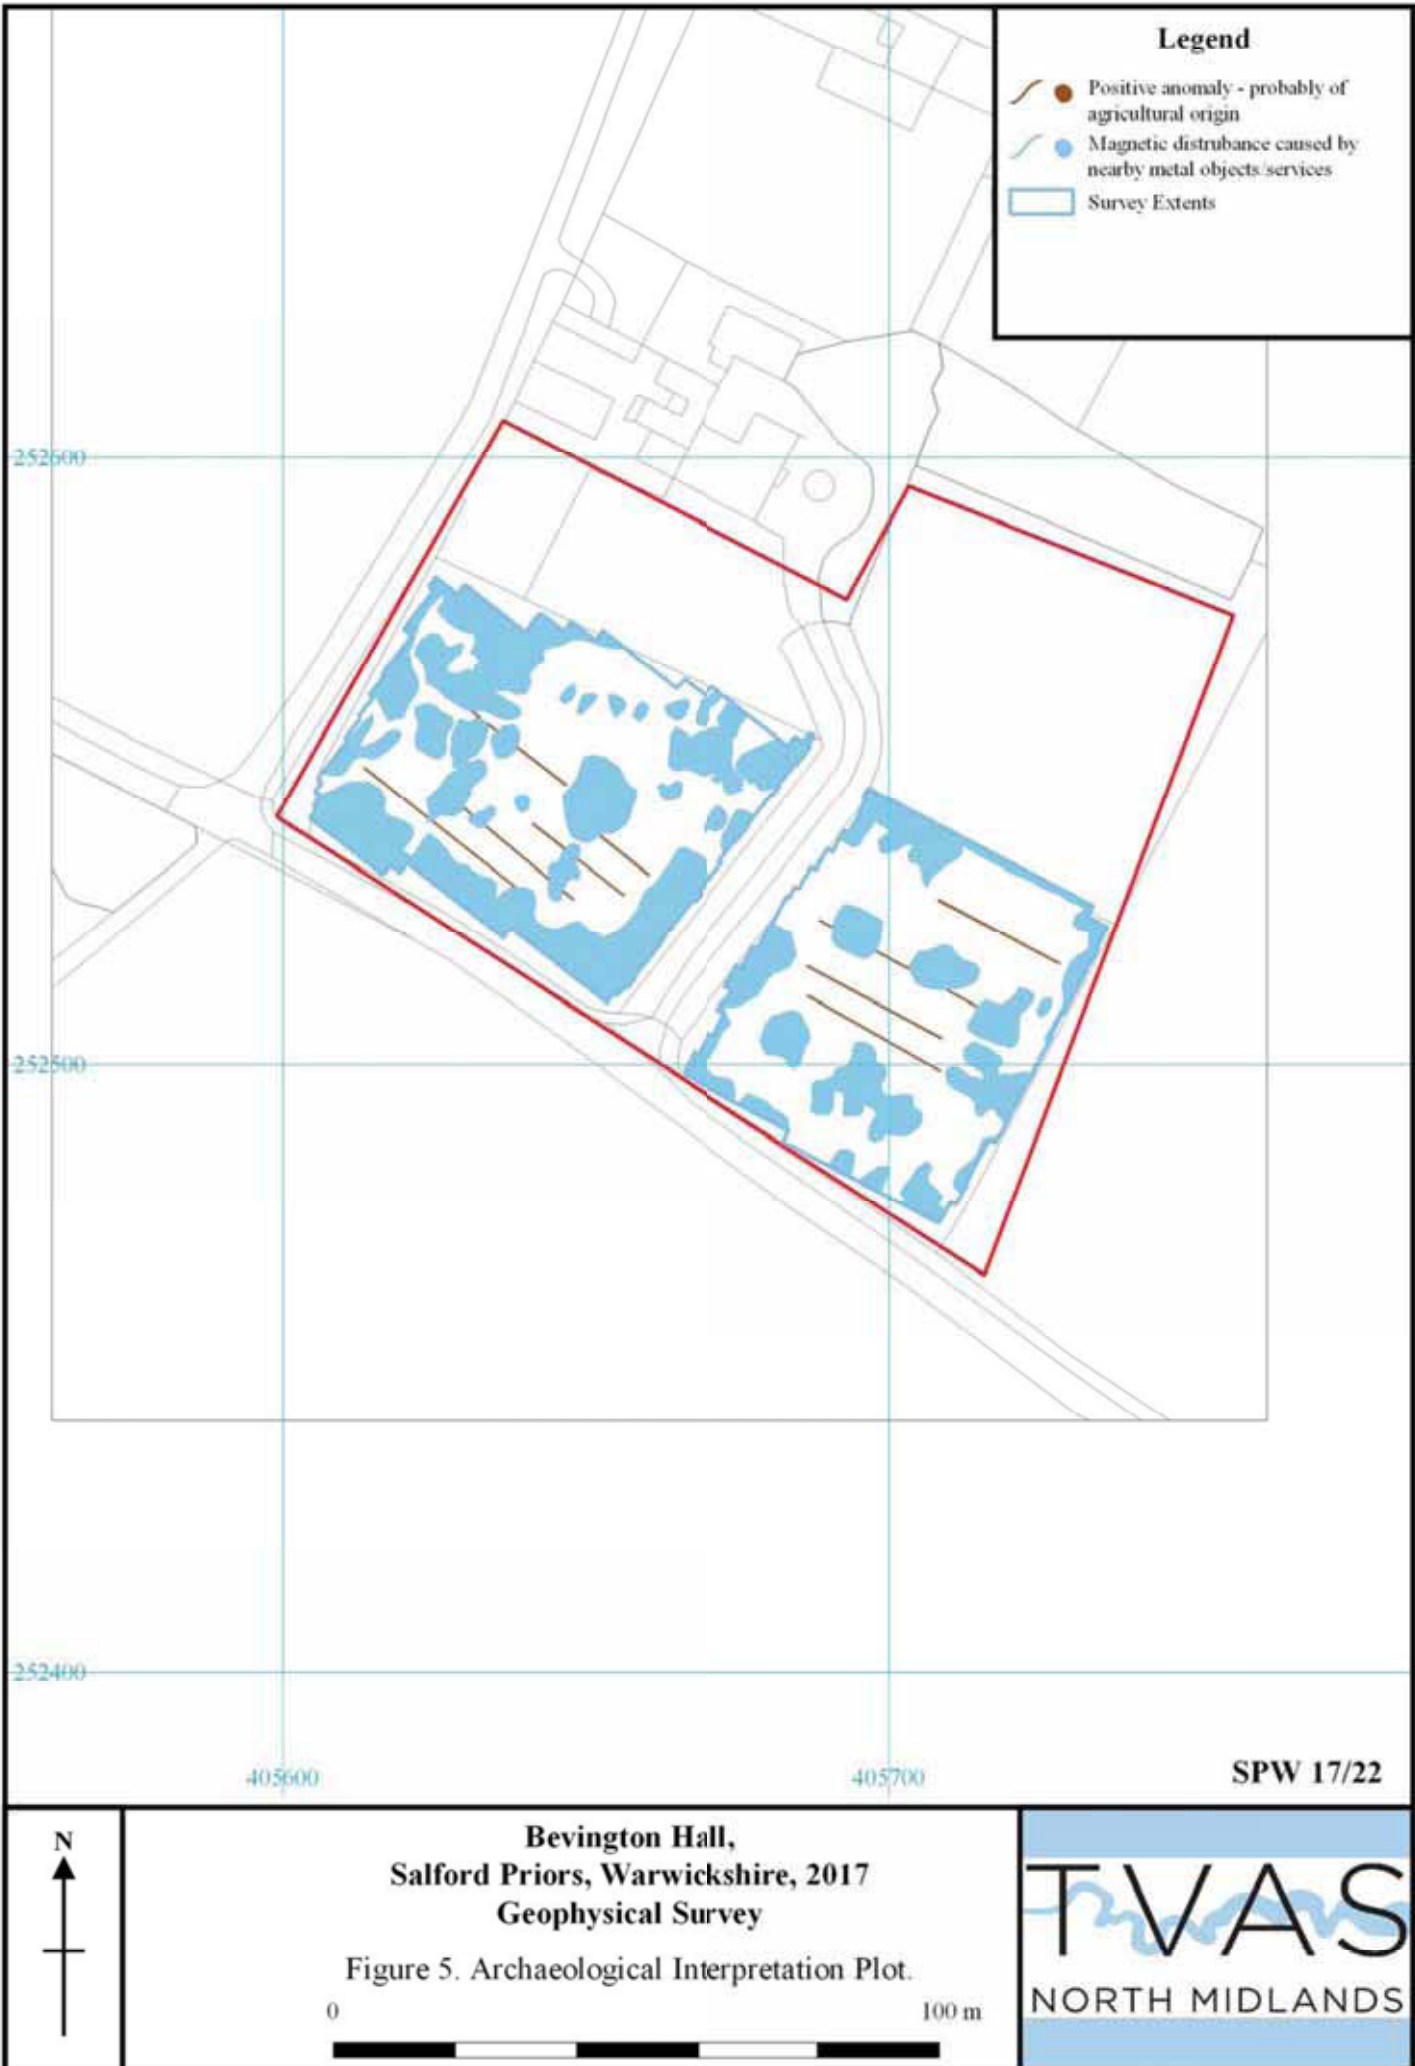 Legend
Positive anomaly - probably of
agricultural origin
Magnetic distrubance caused by
nearby metal objects/services
Survey Extents
252600
252500
252400
405600
405700
SPW 17/22
N
Bevington Hall,
Salford Priors, Warwickshire, 2017
Geophysical Survey
Figure 5. Archaeological Interpretation Plot.
0
100 m
TVAS
NORTH MIDLANDS